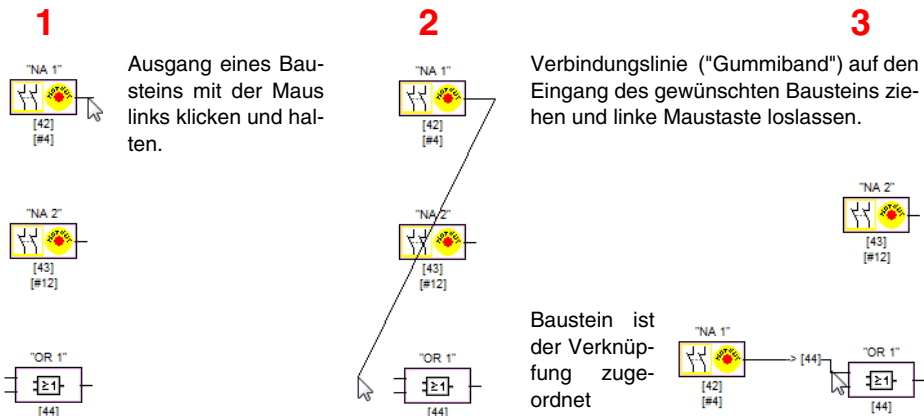 1
"NA 1"
[42]
[#4]
Ausgang eines Bau-
steins mit der Maus
links klicken und hal-
ten.
"NA 2"
[43]
[#12]
"OR 1"
≥1
[44]
2
"NA 1"
[42]
[#4]
"NA 2"
[43]
[#12]
"OR 1"
≥1
[44]
3
Verbindungslinie ("Gummiband") auf den
Eingang des gewünschten Bausteins zie-
hen und linke Maustaste loslassen.
"NA 2"
[43]
[#12]
Baustein ist
der Verknüp-
fung zuge-
ordnet
"NA 1"
[42]
[#4]
> [44]
"OR 1"
≥1
[44]